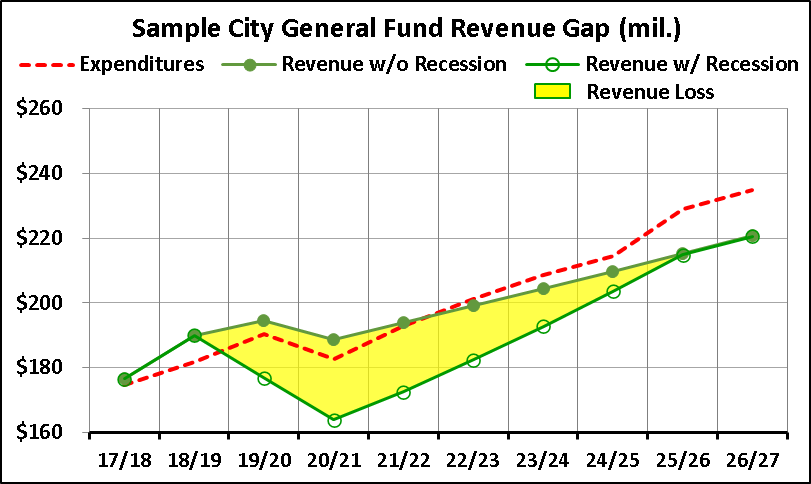 Sample City General Fund Revenue Gap (mil.)
Expenditures Revenue w/o Recession Revenue w/ Recession
Revenue Loss
$260
$240
$220
$200
$180
$160
17/18 18/19 19/20 20/21 21/22 22/23 23/24 24/25 25/26 26/27